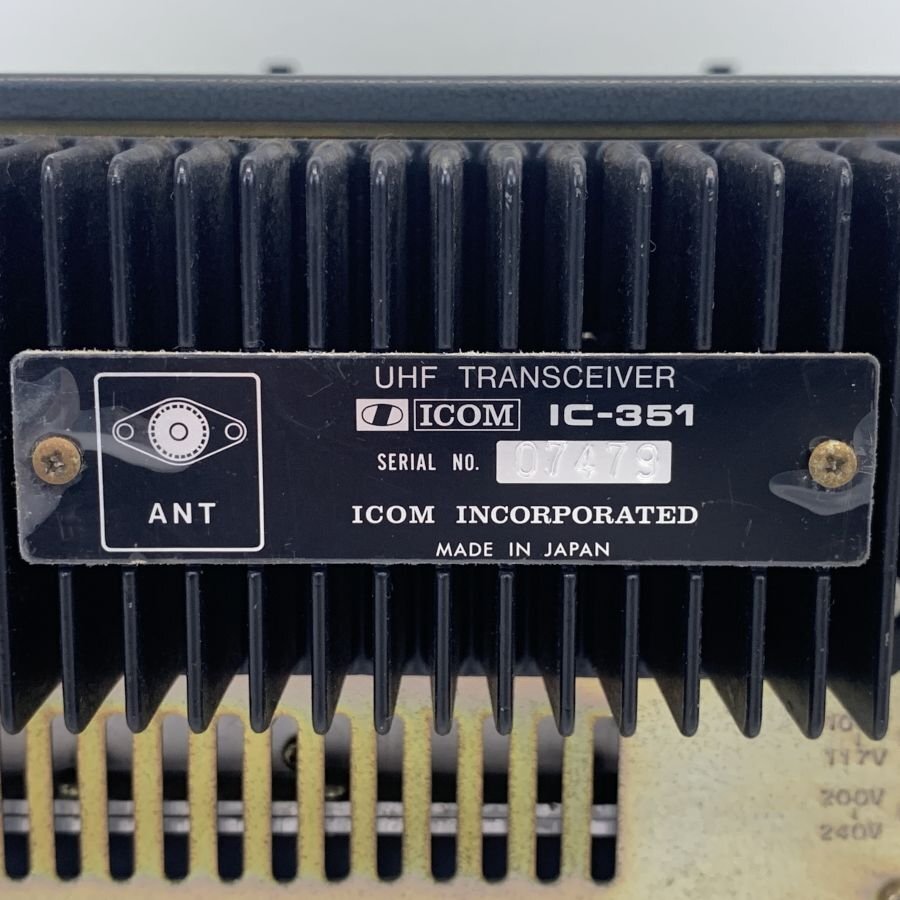 UHF TRANSCEIVER
ICOM IC-351
SERIAL NO. 07479
ANT
ICOM INCORPORATED
MADE IN JAPAN
117V
200V
240V